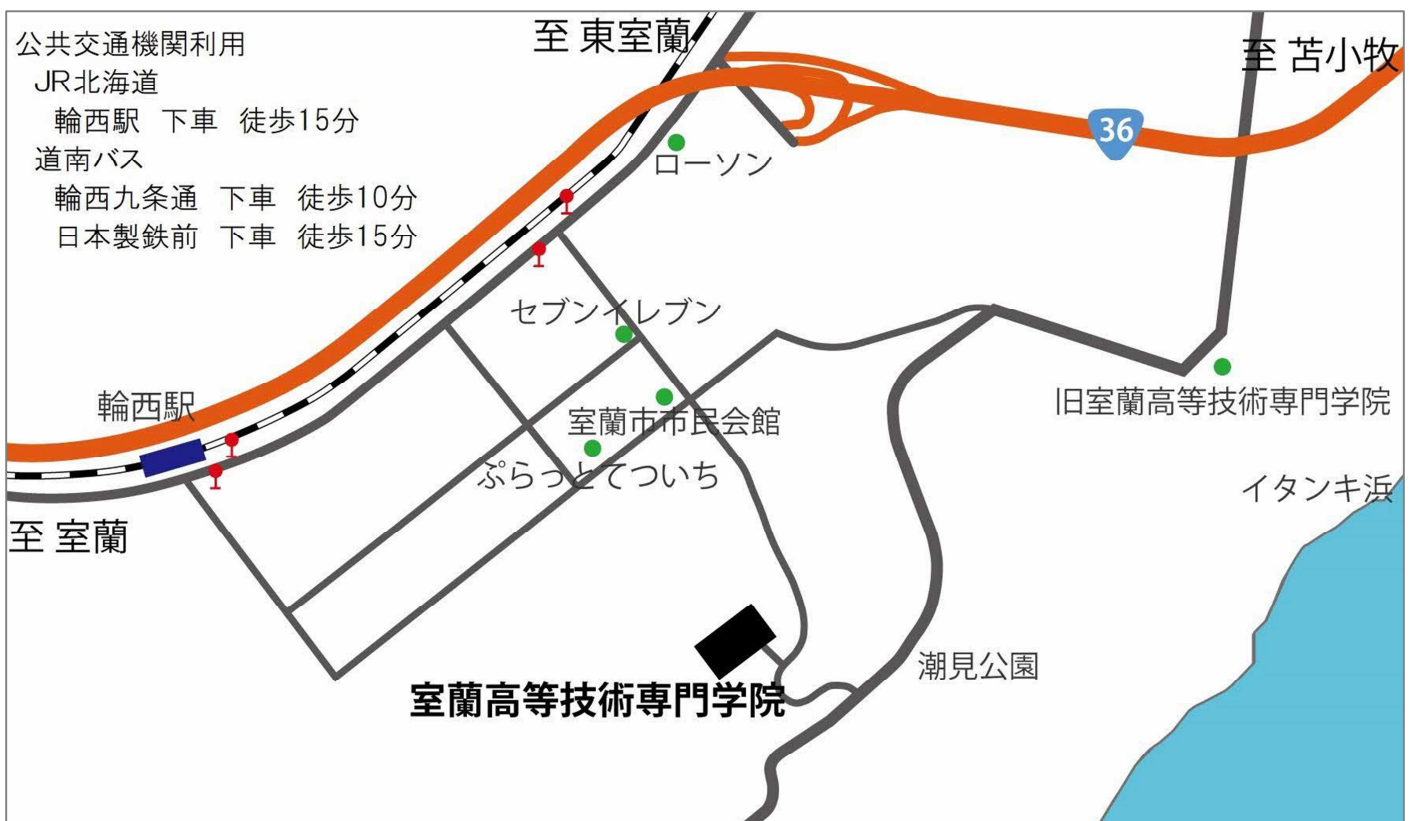 公共交通機関利用
JR北海道
輪西駅 下車 徒歩15分
道南バス
輪西九条通 下車 徒歩10分
日本製鉄前 下車 徒歩15分
至 東室蘭
至 苫小牧
36
ローソン
セブンイレブン
輪西駅
室蘭市市民会館
旧室蘭高等技術専門学院
ぷらっとてついち
イタンキ浜
至 室蘭
潮見公園
室蘭高等技術専門学院